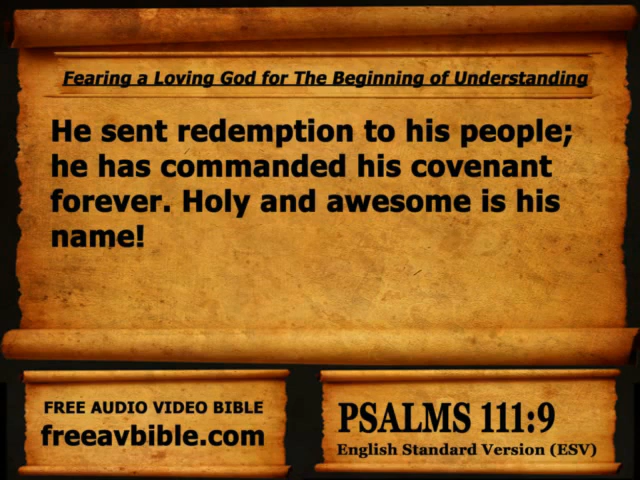 Fearing a Loving God for The Beginning of Understanding
He sent redemption to his people;
he has commanded his covenant
forever. Holy and awesome is his
name!
FREE AUDIO VIDEO BIBLE
freeavbible.com
PSALMS 111:9
English Standard Version (ESV)